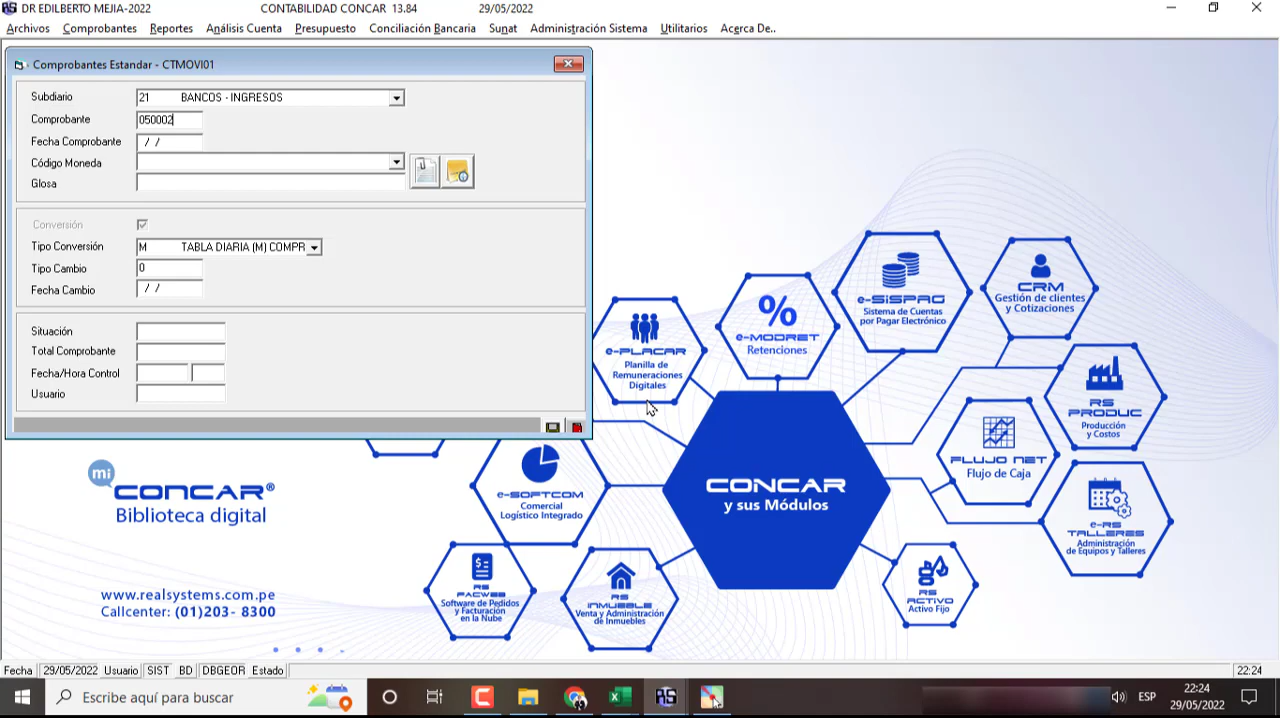 DR EDILBERTO MEJIA-2022 CONTABILIDAD CONCAR 13.84 29/05/2022
Archivos Comprobantes Reportes Análisis Cuenta Presupuesto Conciliación Bancaria Sunat Administración Sistema Utilitarios Acerca De..
Comprobantes Estandar - CTMOVI01
Subdiario 21 BANCOS - INGRESOS
Comprobante 050002
Fecha Comprobante / /
Código Moneda
Glosa
Conversión
Tipo Conversión M TABLA DIARIA (M) COMPR
Tipo Cambio 0
Fecha Cambio / /
Situación
Total Comprobante
Fecha/Hora Control
Usuario
e-PLACAR
Planilla de
Remuneraciones
Digitales
%
e-MODRET
Retenciones
e-SISPAG
Sistema de Cuentas
por Pagar Electrónico
CRM
Gestión de clientes
y Cotizaciones
RS
PRODUC
Producción
y Costos
FLUJO NET
Flujo de Caja
e-RS
TALLERES
Administración
de Equipos y Talleres
RS
ACTIVO
Activo Fijo
CONCAR
y sus Módulos
e-SOFTCOM
Comercial
Logístico Integrado
RS
FACWEB
Software de Pedidos
y Facturación
en la Nube
RS
INMUEBLE
Venta y Administración
de Inmuebles
mi
CONCAR®
Biblioteca digital
www.realsystems.com.pe
Callcenter: (01)203- 8300
Fecha 29/05/2022 Usuario SIST BD DBGEOR Estado 22:24
Escribe aquí para buscar
ESP
22:24
29/05/2022